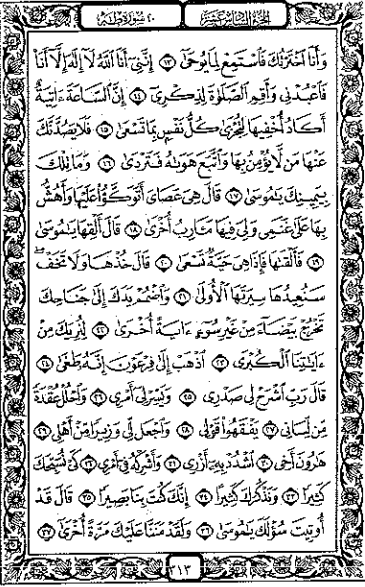 الجزء السادس عشر ٢٠ سورة طه
وَأَنَا ٱخْتَرْتُكَ فَٱسْتَمِعْ لِمَا يُوحَىٰٓ ١٣ إِنَّنِىٓ أَنَا ٱللَّهُ لَآ إِلَٰهَ إِلَّآ أَنَا۠
فَٱعْبُدْنِى وَأَقِمِ ٱلصَّلَوٰةَ لِذِكْرِىٓ ١٤ إِنَّ ٱلسَّاعَةَ ءَاتِيَةٌ
أَكَادُ أُخْفِيهَا لِتُجْزَىٰ كُلُّ نَفْسٍۭ بِمَا تَسْعَىٰ ١٥ فَلَا يَصُدَّنَّكَ
عَنْهَا مَن لَّا يُؤْمِنُ بِهَا وَٱتَّبَعَ هَوَىٰهُ فَتَرْدَىٰ ١٦ وَمَا تِلْكَ
بِيَمِينِكَ يَٰمُوسَىٰ ١٧ قَالَ هِىَ عَصَاىَ أَتَوَكَّؤُا۟ عَلَيْهَا وَأَهُشُّ
بِهَا عَلَىٰ غَنَمِى وَلِىَ فِيهَا مَـَٔارِبُ أُخْرَىٰ ١٨ قَالَ أَلْقِهَا يَٰمُوسَىٰ
١٩ فَأَلْقَىٰهَا فَإِذَا هِىَ حَيَّةٌ تَسْعَىٰ ٢٠ قَالَ خُذْهَا وَلَا تَخَفْ ۖ
سَنُعِيدُهَا سِيرَتَهَا ٱلْأُولَىٰ ٢١ وَٱضْمُمْ يَدَكَ إِلَىٰ جَنَاحِكَ
تَخْرُجْ بَيْضَآءَ مِنْ غَيْرِ سُوٓءٍ ءَايَةً أُخْرَىٰ ٢٢ لِنُرِيَكَ مِنْ
ءَايَٰتِنَا ٱلْكُبْرَى ٢٣ ٱذْهَبْ إِلَىٰ فِرْعَوْنَ إِنَّهُۥ طَغَىٰ ٢٤
قَالَ رَبِّ ٱشْرَحْ لِى صَدْرِى ٢٥ وَيَسِّرْ لِىٓ أَمْرِى ٢٦ وَٱحْلُلْ عُقْدَةً
مِّن لِّسَانِى ٢٧ يَفْقَهُوا۟ قَوْلِى ٢٨ وَٱجْعَل لِّى وَزِيرًا مِّنْ أَهْلِى ٢٩
هَٰرُونَ أَخِى ٣٠ ٱشْدُدْ بِهِۦٓ أَزْرِى ٣١ وَأَشْرِكْهُ فِىٓ أَمْرِى ٣٢ كَىْ نُسَبِّحَكَ
كَثِيرًا ٣٣ وَنَذْكُرَكَ كَثِيرًا ٣٤ إِنَّكَ كُنتَ بِنَا بَصِيرًا ٣٥ قَالَ قَدْ
أُوتِيتَ سُؤْلَكَ يَٰمُوسَىٰ ٣٦ وَلَقَدْ مَنَنَّا عَلَيْكَ مَرَّةً أُخْرَىٰٓ ٣٧
٣١٣